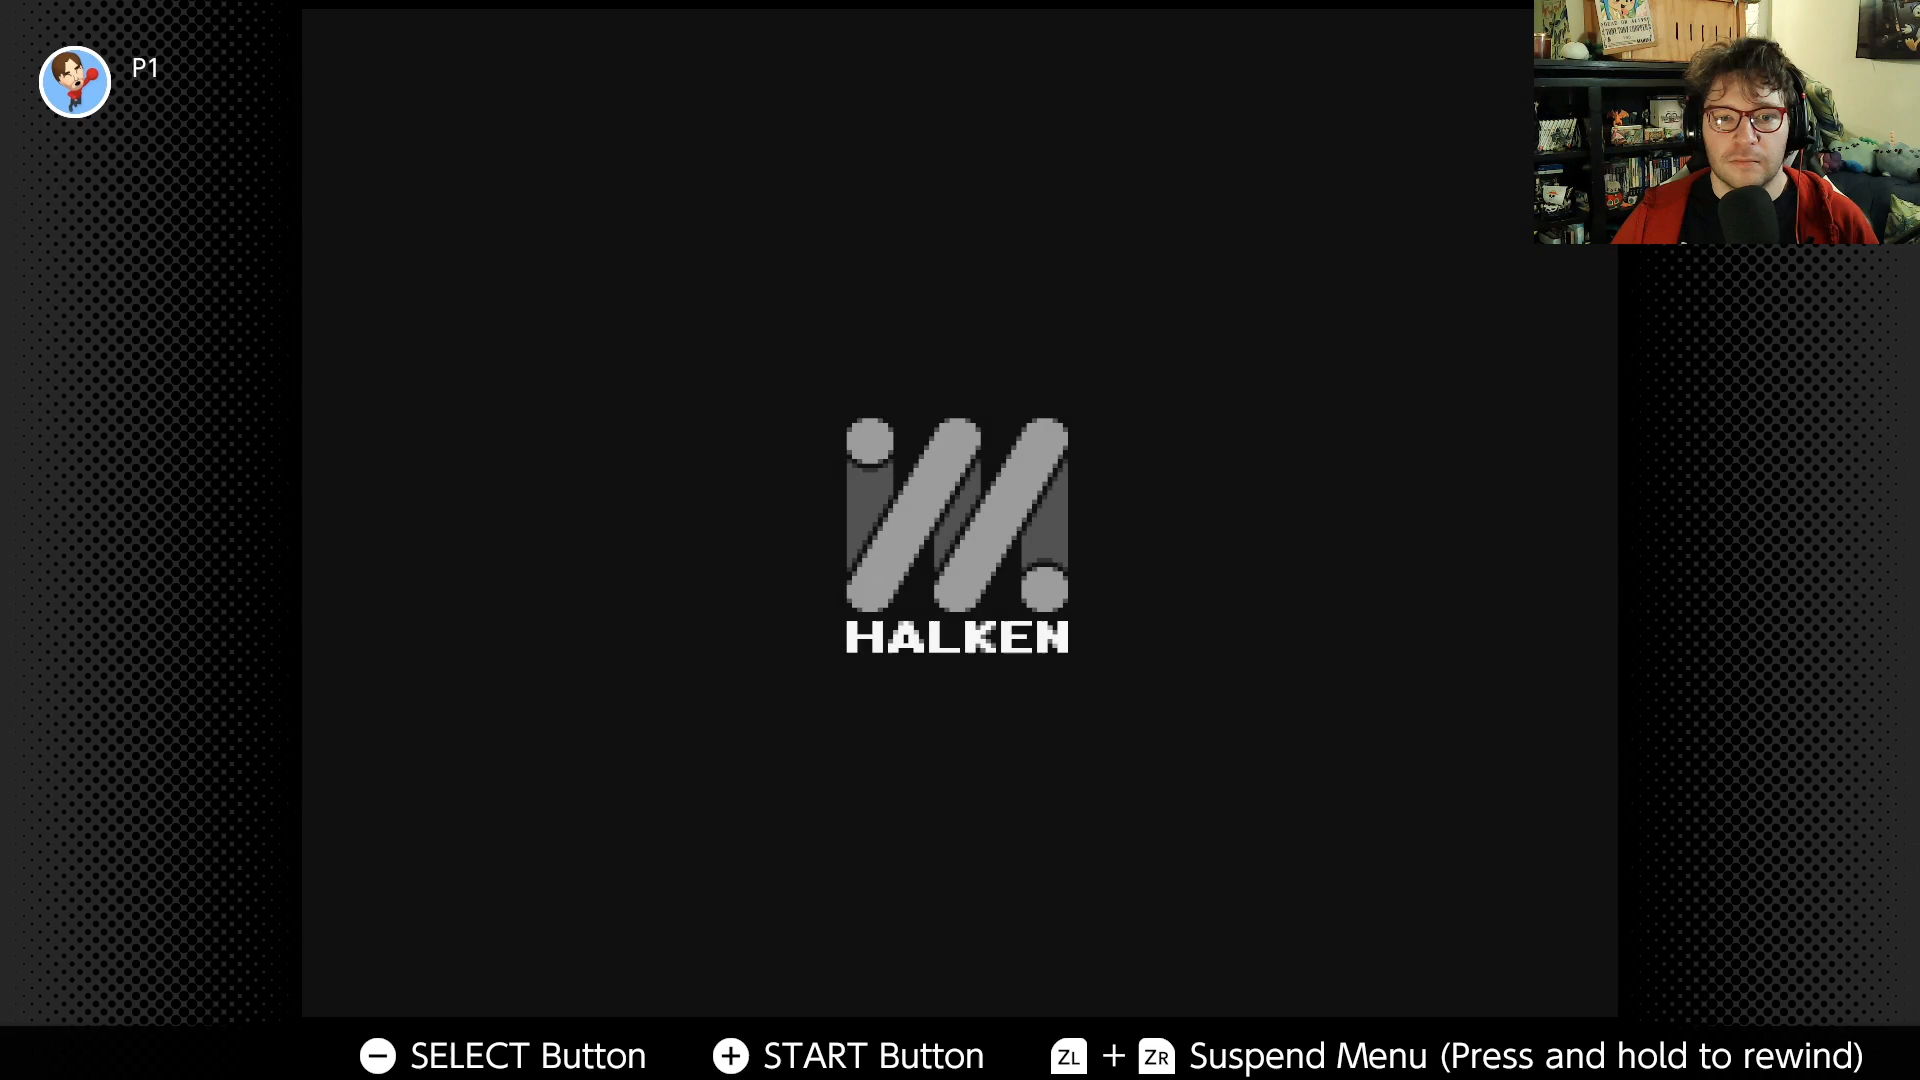 P1
HALKEN
SELECT Button
START Button
ZL + ZR Suspend Menu (Press and hold to rewind)